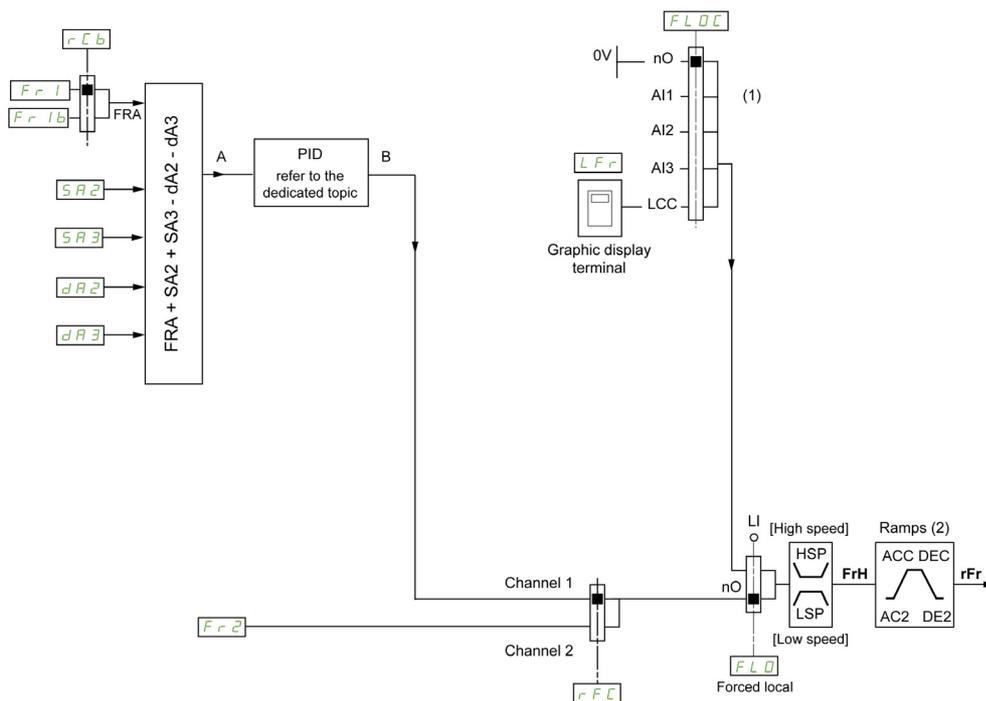 rCb
Fr1
Fr1b
FRA
SA2
SA3
dA2
dA3
FRA + SA2 + SA3 - dA2 - dA3
A
PID
refer to the
dedicated topic
B
FLOC
0V
nO
AI1
AI2
AI3
LCC
(1)
LFr
Graphic display
terminal
Channel 1
Fr2
Channel 2
rFC
LI
nO
FLO
Forced local
[High speed]
HSP
LSP
[Low speed]
FrH
Ramps (2)
ACC DEC
AC2 DE2
rFr